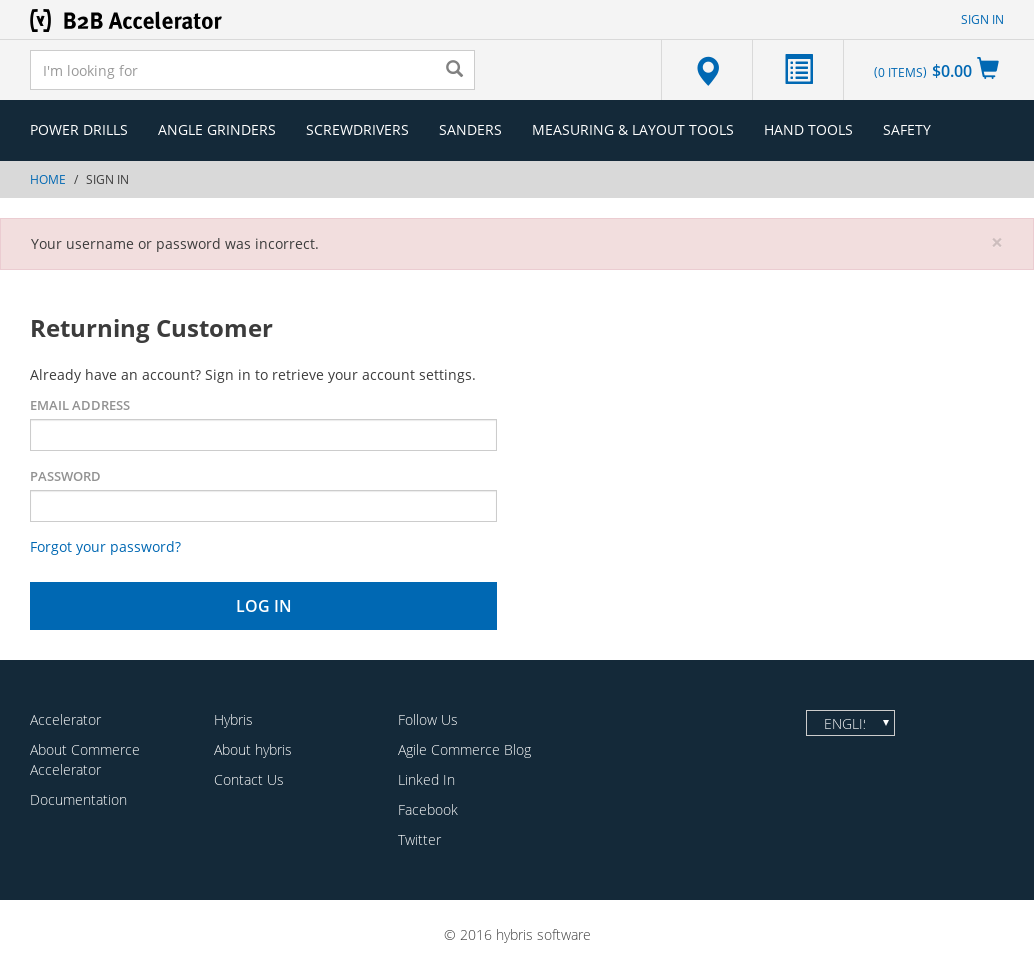 B2B Accelerator
SIGN IN
I'm looking for
(0 ITEMS) $0.00
POWER DRILLS ANGLE GRINDERS SCREWDRIVERS SANDERS MEASURING & LAYOUT TOOLS HAND TOOLS SAFETY
HOME / SIGN IN
Your username or password was incorrect.
×
Returning Customer
Already have an account? Sign in to retrieve your account settings.
EMAIL ADDRESS
PASSWORD
Forgot your password?
LOG IN
Accelerator
About Commerce
Accelerator
Documentation
Hybris
About hybris
Contact Us
Follow Us
Agile Commerce Blog
Linked In
Facebook
Twitter
ENGLIS
© 2016 hybris software